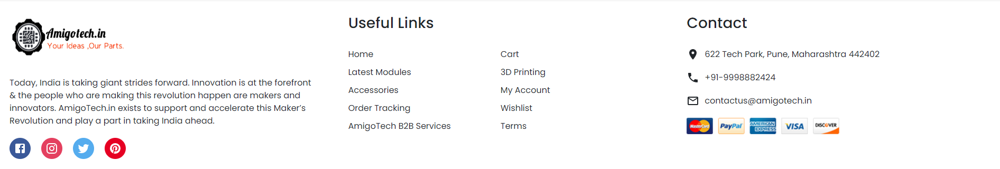 Amigotech.in
Your Ideas ,Our Parts.
Today, India is taking giant strides forward. Innovation is at the forefront
& the people who are making this revolution happen are makers and
innovators. AmigoTech.in exists to support and accelerate this Maker’s
Revolution and play a part in taking India ahead.
Useful Links
Home
Latest Modules
Accessories
Order Tracking
AmigoTech B2B Services
Cart
3D Printing
My Account
Wishlist
Terms
Contact
622 Tech Park, Pune, Maharashtra 442402
+91-9998882424
contactus@amigotech.in
MasterCard
PayPal
AMERICAN
EXPRESS
VISA
DISCOVER